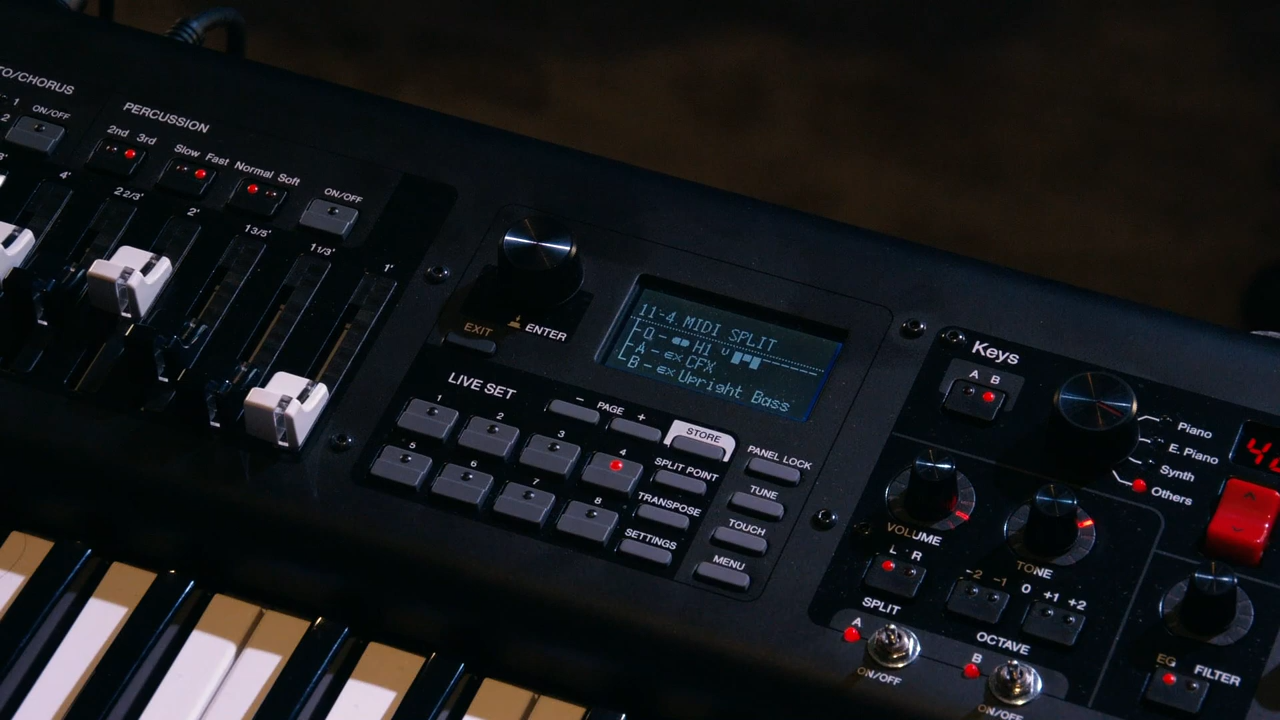 TO/CHORUS
1
2
ON/OFF
PERCUSSION
2nd 3rd
Slow Fast
Normal Soft
ON/OFF
4'
2 2/3'
2'
1 3/5'
1 1/3'
1'
EXIT
ENTER
11-4 MIDI SPLIT
A - CFX
B - Upright Bass
LIVE SET
1
2
3
4
5
6
7
8
− PAGE +
STORE
SPLIT POINT
TRANSPOSE
SETTINGS
PANEL LOCK
TUNE
TOUCH
MENU
Keys
A B
Piano
E. Piano
Synth
Others
VOLUME
TONE
L R
SPLIT
-2 -1 0 +1 +2
OCTAVE
A
ON/OFF
B
ON/OFF
EG
FILTER